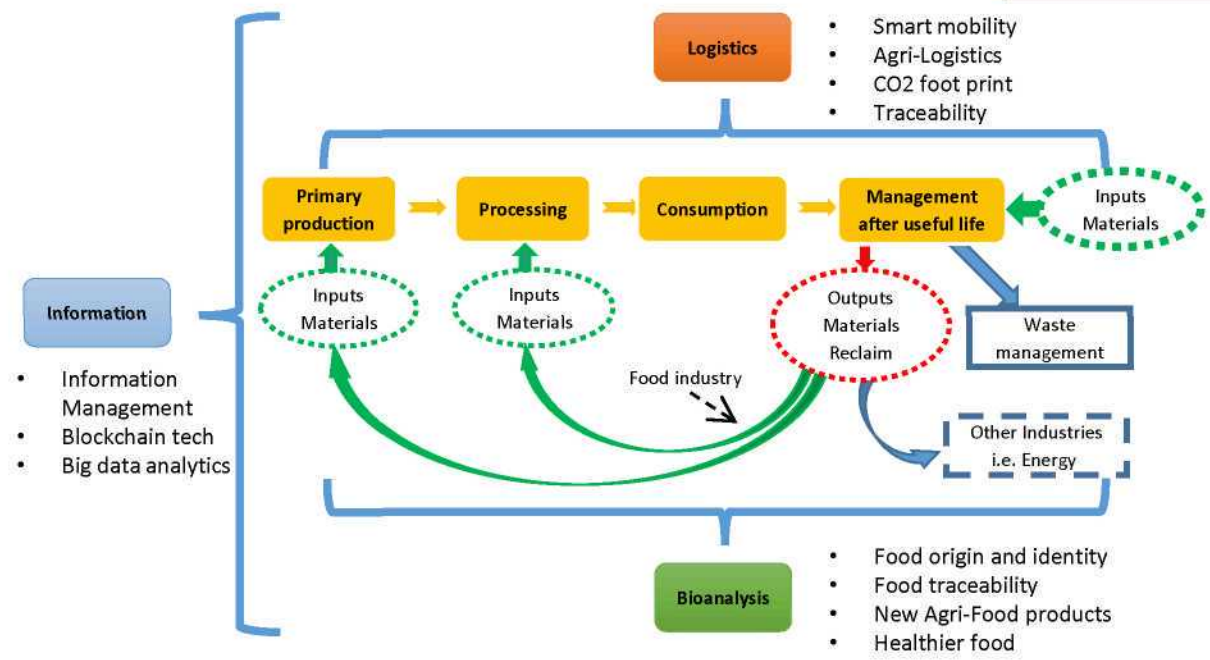 Logistics
• Smart mobility
• Agri-Logistics
• CO2 foot print
• Traceability
Primary
production
Processing
Consumption
Management
after useful life
Inputs
Materials
Inputs
Materials
Inputs
Materials
Outputs
Materials
Reclaim
Waste
management
Information
• Information
Management
• Blockchain tech
• Big data analytics
Food industry
Other Industries
i.e. Energy
Bioanalysis
• Food origin and identity
• Food traceability
• New Agri-Food products
• Healthier food